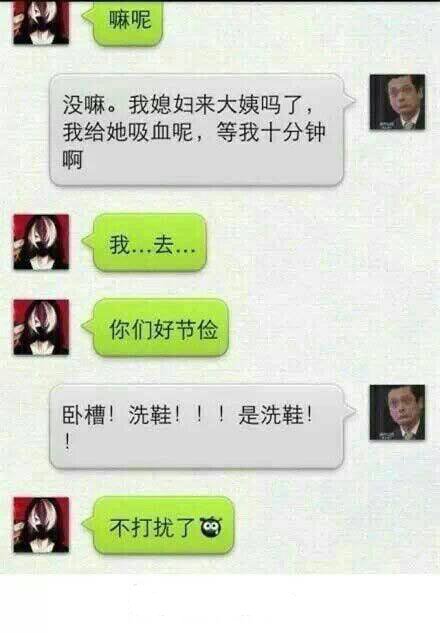 嘛呢
没嘛。我媳妇来大姨吗了，
我给她吸血呢，等我十分钟
啊
我...去...
你们好节俭
卧槽！洗鞋！！！是洗鞋！
！
不打扰了